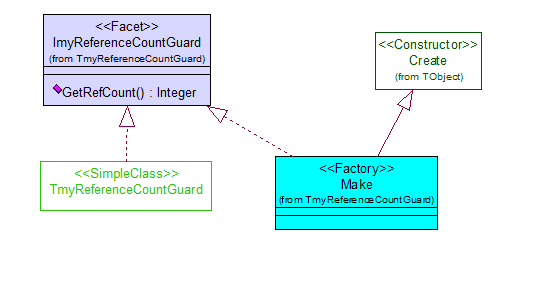 <<Facet>>
ImyReferenceCountGuard
(from TmyReferenceCountGuard)
GetRefCount() : Integer
<<Constructor>>
Create
(from TObject)
<<SimpleClass>>
TmyReferenceCountGuard
<<Factory>>
Make
(from TmyReferenceCountGuard)